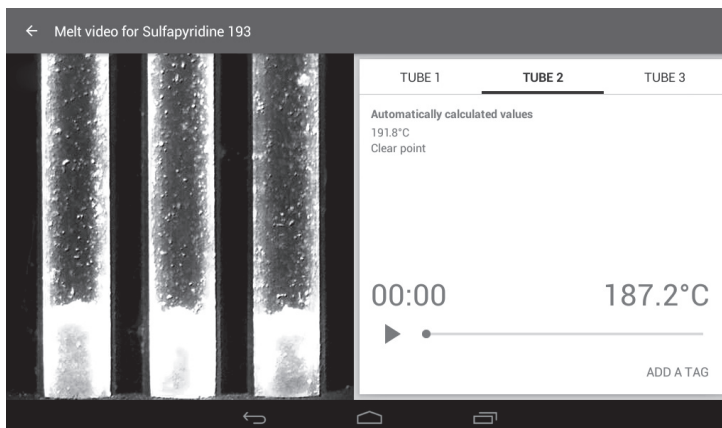 Melt video for Sulfapyridine 193
TUBE 1 TUBE 2 TUBE 3
Automatically calculated values
191.8°C
Clear point
00:00 187.2°C
ADD A TAG